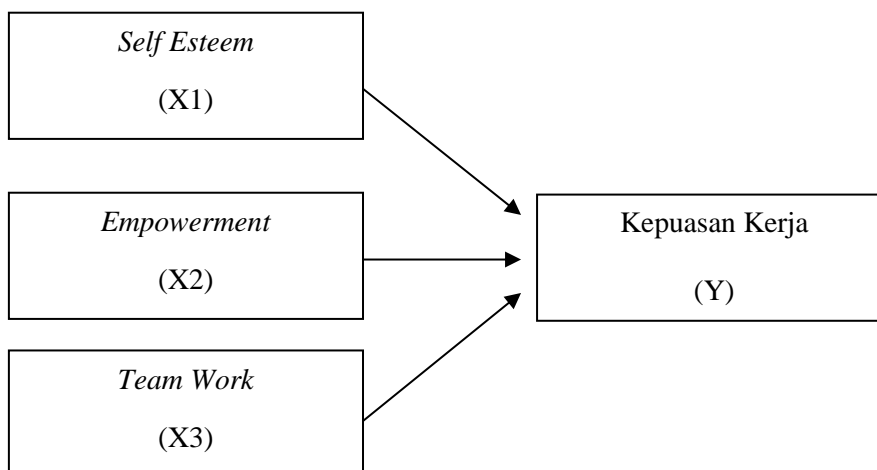 Self Esteem
(X1)
Empowerment
(X2)
Team Work
(X3)
Kepuasan Kerja
(Y)